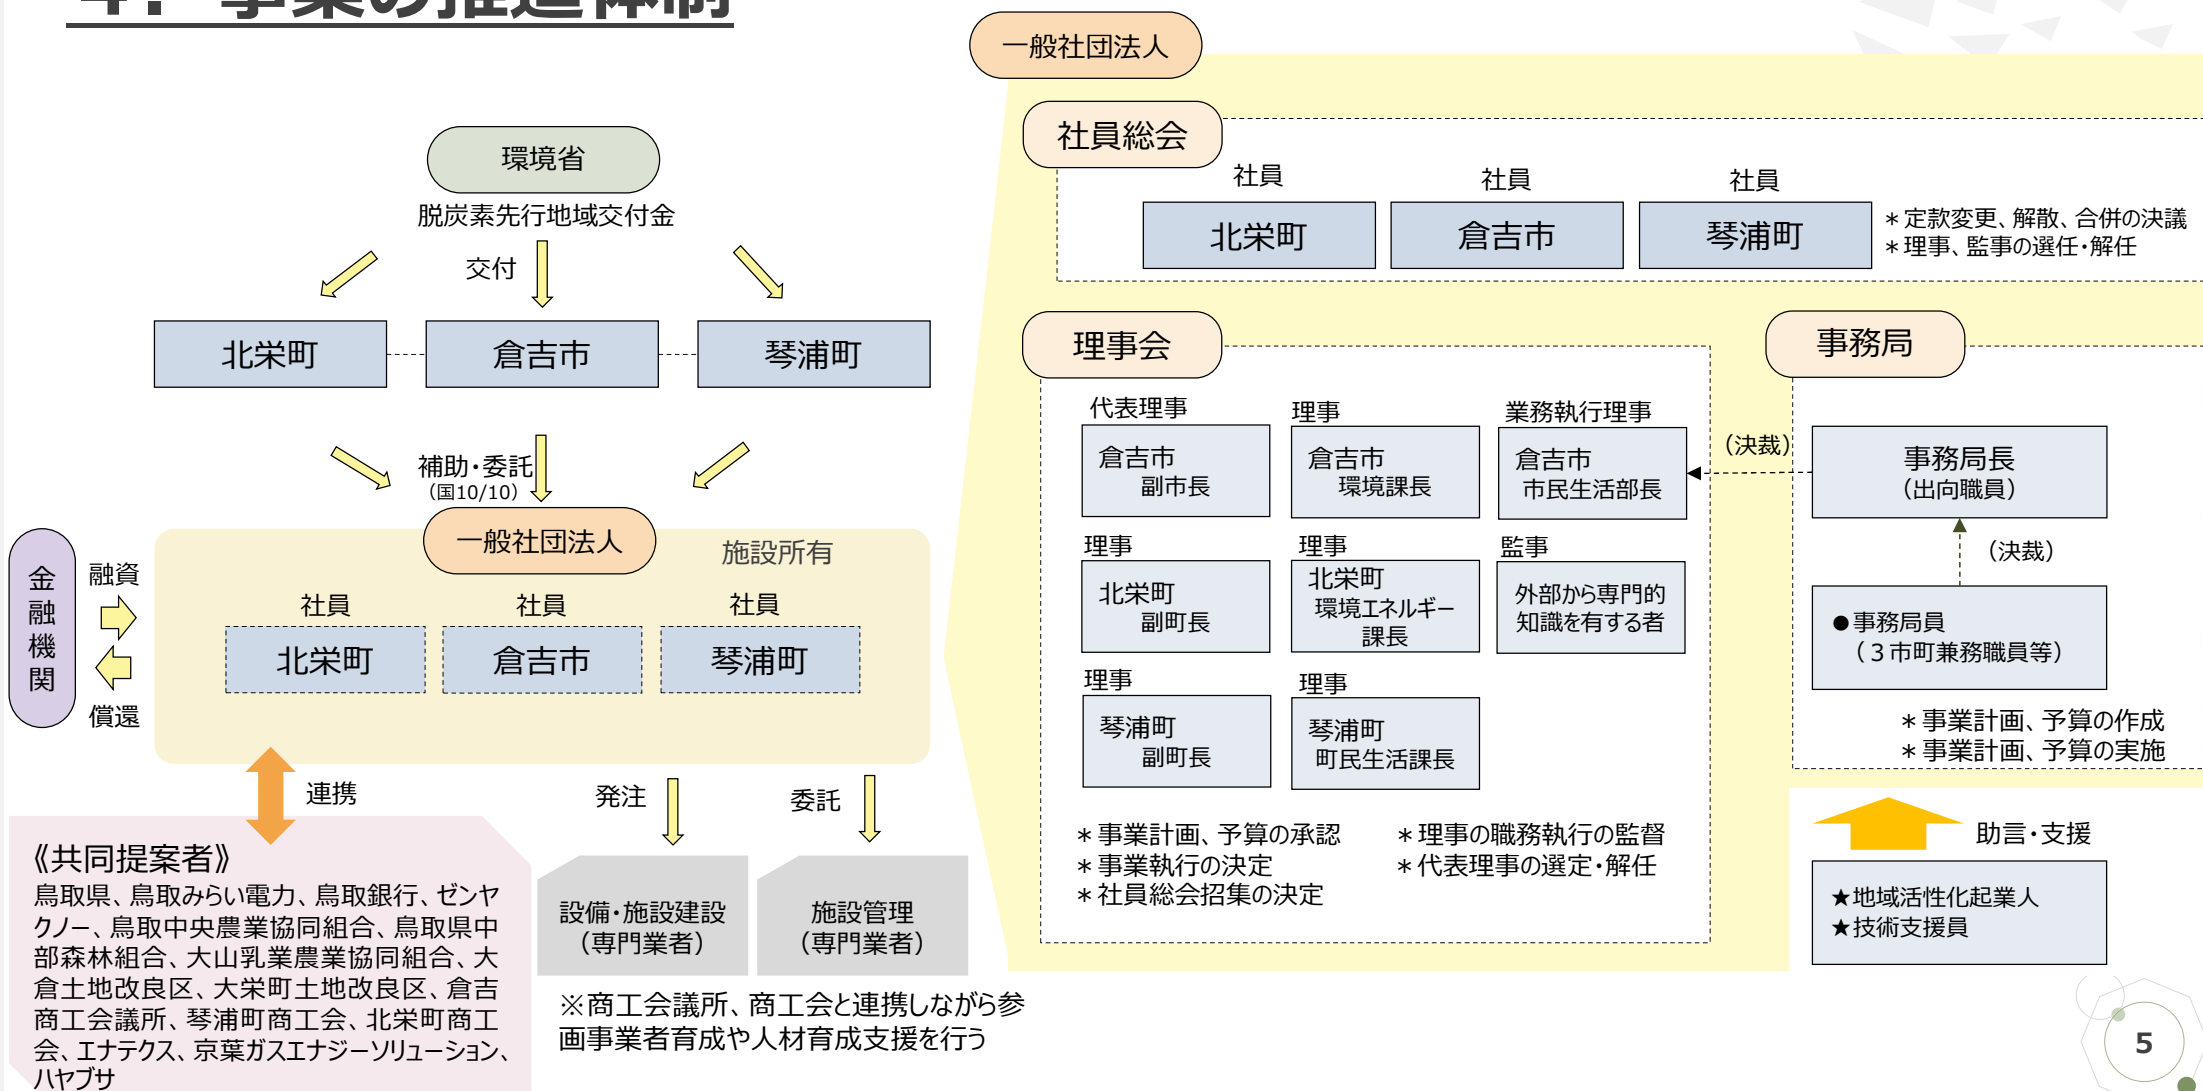 4. 事業の推進体制
環境省
脱炭素先行地域交付金
交付
北栄町
倉吉市
琴浦町
補助・委託
（国10/10）
一般社団法人
施設所有
社員
社員
社員
北栄町
倉吉市
琴浦町
金融機関
融資
償還
連携
発注
委託
《共同提案者》
鳥取県、鳥取みらい電力、鳥取銀行、ゼンヤ
クノー、鳥取中央農業協同組合、鳥取県中
部森林組合、大山乳業農業協同組合、大
倉土地改良区、大栄町土地改良区、倉吉
商工会議所、琴浦町商工会、北栄町商工
会、エナテクス、京葉ガスエナジーソリューション、
ハヤブサ
設備・施設建設
（専門業者）
施設管理
（専門業者）
※商工会議所、商工会と連携しながら参
画事業者育成や人材育成支援を行う
一般社団法人
社員総会
社員
社員
社員
北栄町
倉吉市
琴浦町
＊定款変更、解散、合併の決議
＊理事、監事の選任・解任
理事会
代表理事
倉吉市
副市長
理事
倉吉市
環境課長
業務執行理事
倉吉市
市民生活部長
理事
北栄町
副町長
理事
北栄町
環境エネルギー
課長
監事
外部から専門的
知識を有する者
理事
琴浦町
副町長
理事
琴浦町
町民生活課長
＊事業計画、予算の承認
＊事業執行の決定
＊社員総会招集の決定
＊理事の職務執行の監督
＊代表理事の選定・解任
事務局
（決裁）
事務局長
（出向職員）
（決裁）
●事務局員
（３市町兼務職員等）
＊事業計画、予算の作成
＊事業計画、予算の実施
助言・支援
★地域活性化起業人
★技術支援員
5